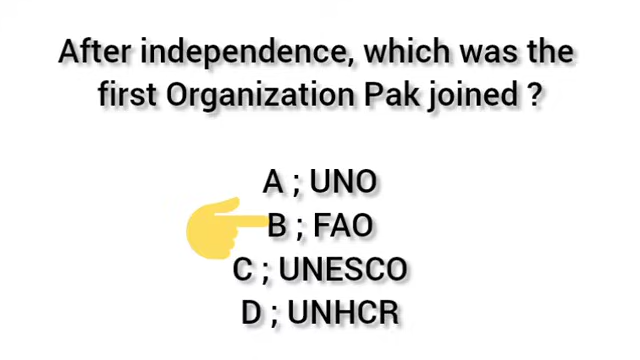 After independence, which was the
first Organization Pak joined ?
A ; UNO
B ; FAO
C ; UNESCO
D ; UNHCR